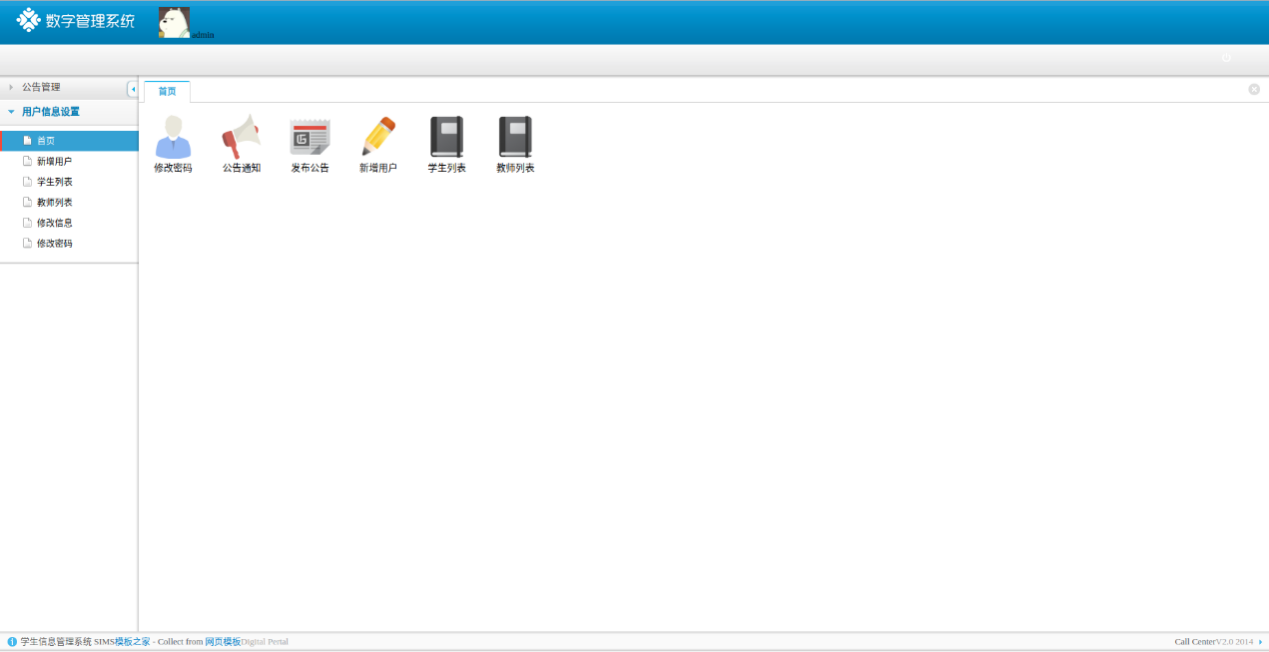 数字管理系统
admin
公告管理
用户信息设置
首页
新增用户
学生列表
教师列表
修改信息
修改密码
首页
修改密码 公告通知 发布公告 新增用户 学生列表 教师列表
学生信息管理系统 SIMS模板之家 - Collect from 网页模板Digital Portal
Call CenterV2.0 2014